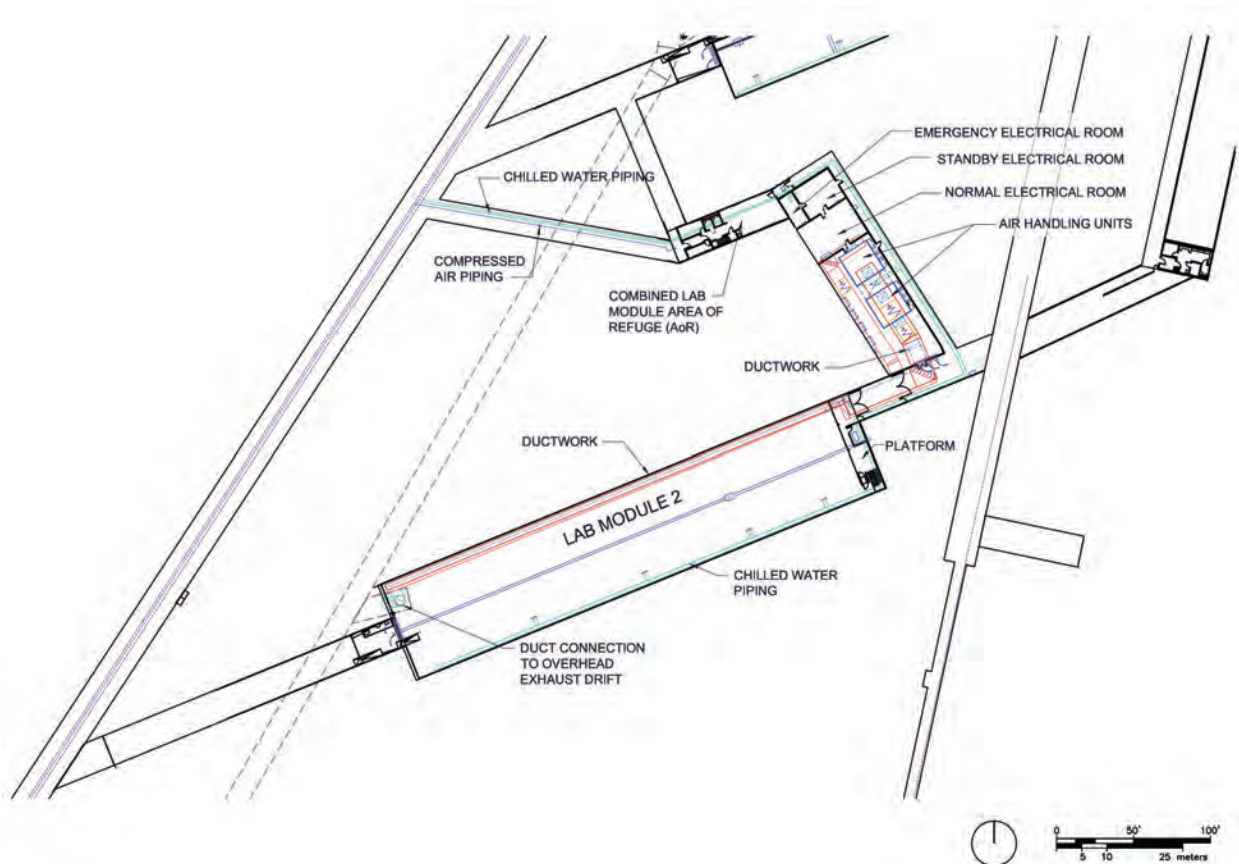 EMERGENCY ELECTRICAL ROOM
STANDBY ELECTRICAL ROOM
CHILLED WATER PIPING
NORMAL ELECTRICAL ROOM
AIR HANDLING UNITS
COMPRESSED
AIR PIPING
COMBINED LAB
MODULE AREA OF
REFUGE (AoR)
DUCTWORK
DUCTWORK
PLATFORM
LAB MODULE 2
CHILLED WATER
PIPING
DUCT CONNECTION
TO OVERHEAD
EXHAUST DRIFT
0 50' 100'
5 10 25 meters